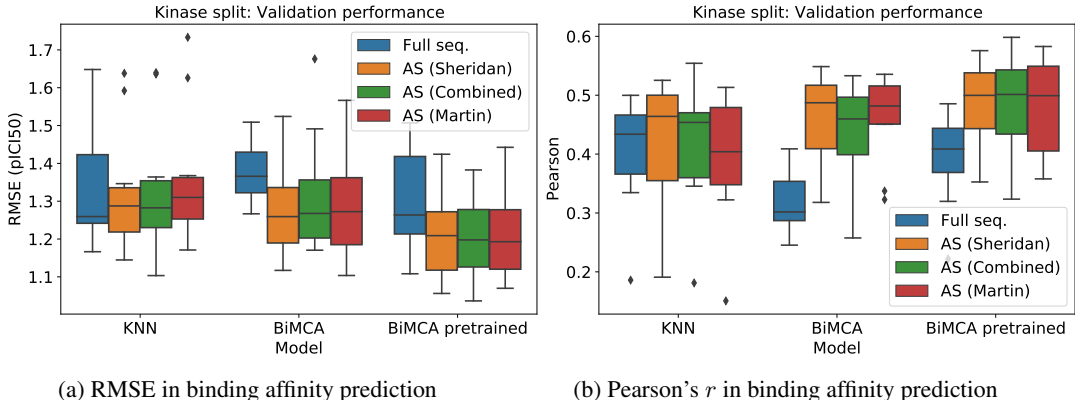 Kinase split: Validation performance
1.7
1.6
1.5
1.4
1.3
1.2
1.1
RMSE (pICI50)
Full seq.
AS (Sheridan)
AS (Combined)
AS (Martin)
KNN
BiMCA
BiMCA pretrained
Model
(a) RMSE in binding affinity prediction
Kinase split: Validation performance
0.6
0.5
0.4
0.3
0.2
Pearson
Full seq.
AS (Sheridan)
AS (Combined)
AS (Martin)
KNN
BiMCA
BiMCA pretrained
Model
(b) Pearson's r in binding affinity prediction